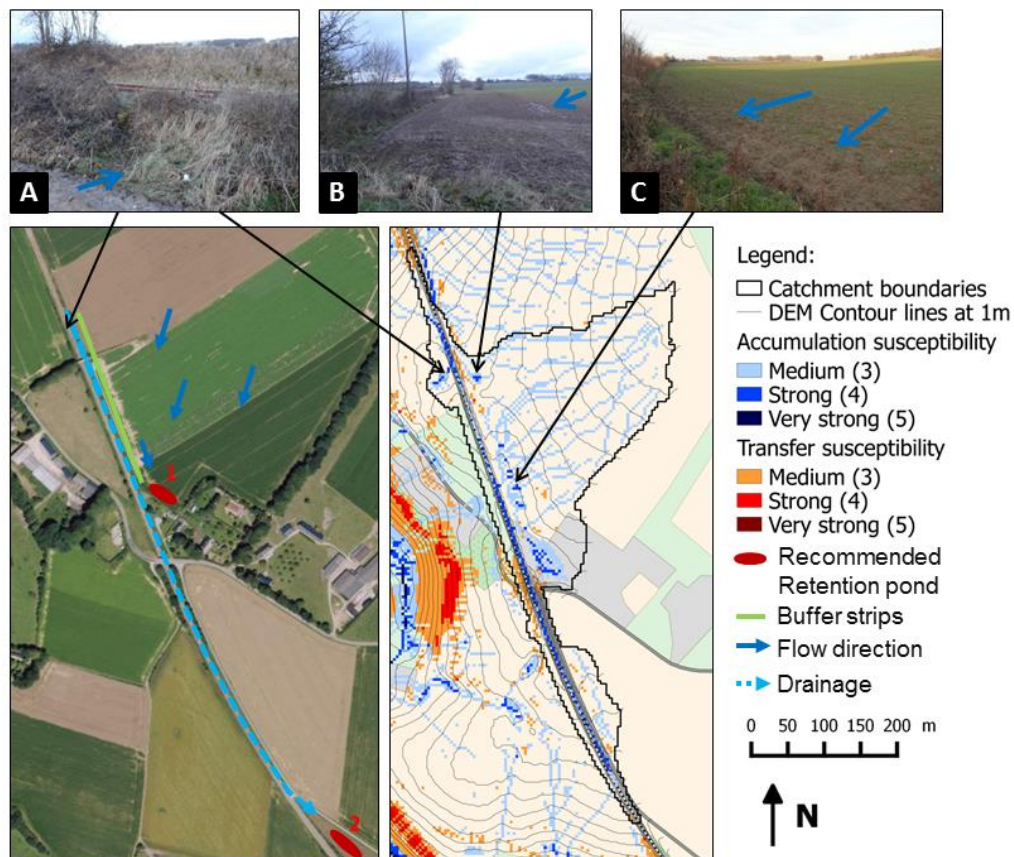 A
B
C
1
2
Legend:
Catchment boundaries
DEM Contour lines at 1m
Accumulation susceptibility
Medium (3)
Strong (4)
Very strong (5)
Transfer susceptibility
Medium (3)
Strong (4)
Very strong (5)
Recommended
Retention pond
Buffer strips
Flow direction
Drainage
0 50 100 150 200 m
N